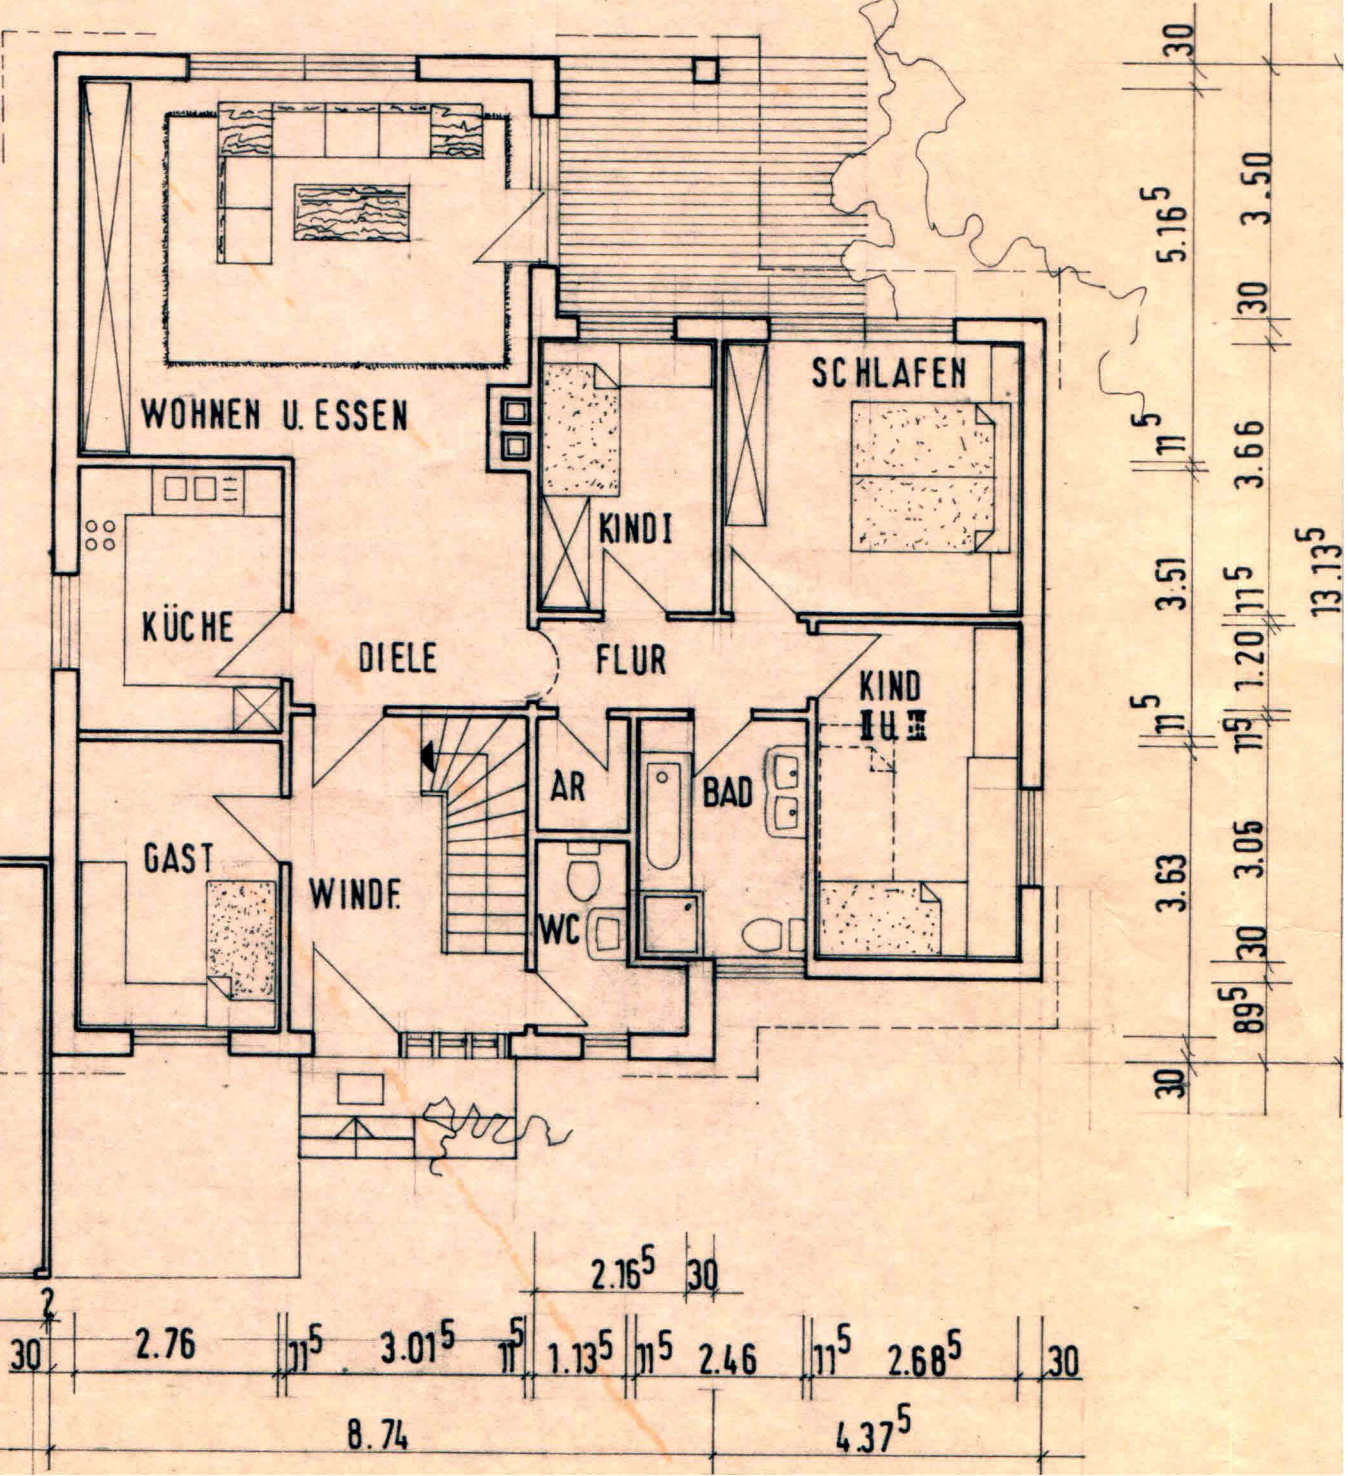 WOHNEN U. ESSEN
SCHLAFEN
KIND I
KÜCHE
DIELE
FLUR
KIND
II U. III
AR
BAD
GAST
WINDF.
WC
30
5.16⁵
11⁵
3.51
11⁵
3.63
30
3.50
30
3.66
11⁵
1.20
11⁵
3.06
30
89⁵
13.13⁵
2.16⁵ 30
2
30 2.76 11⁵ 3.01⁵ 11⁵ 1.13⁵ 11⁵ 2.46 11⁵ 2.68⁵ 30
8.74 4.37⁵